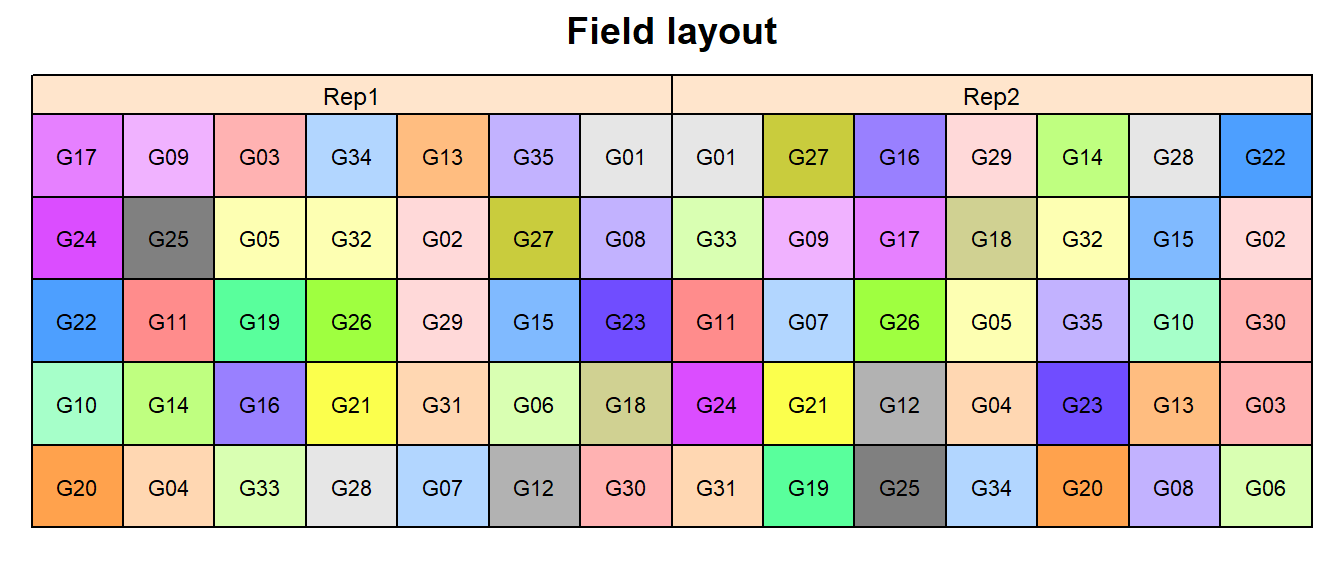 Field layout
Rep1 Rep2
G17 G09 G03 G34 G13 G35 G01 G01 G27 G16 G29 G14 G28 G22
G24 G25 G05 G32 G02 G27 G08 G33 G09 G17 G18 G32 G15 G02
G22 G11 G19 G26 G29 G15 G23 G11 G07 G26 G05 G35 G10 G30
G10 G14 G16 G21 G31 G06 G18 G24 G21 G12 G04 G23 G13 G03
G20 G04 G33 G28 G07 G12 G30 G31 G19 G25 G34 G20 G08 G06